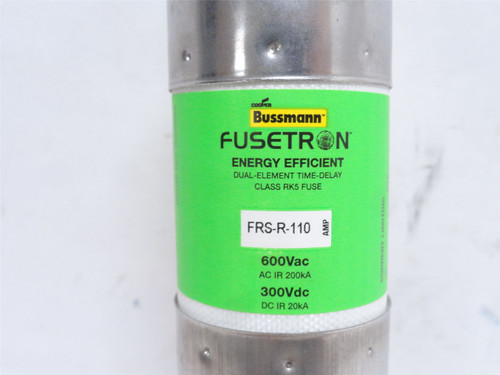 COOPER
Bussmann
FUSETRON™
ENERGY EFFICIENT
DUAL-ELEMENT TIME-DELAY
CLASS RK5 FUSE
FRS-R-110
AMP
600Vac
AC IR 200kA
300Vdc
DC IR 20kA